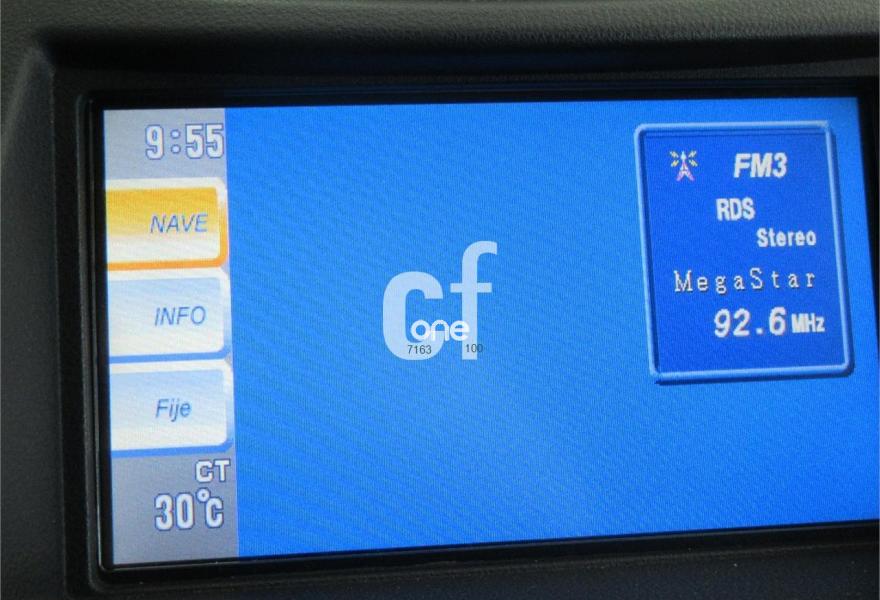 9:55
NAVE
INFO
Fije
CT
30°C
cf
one
7163 100
FM3
RDS
Stereo
MegaStar
92.6 MHz